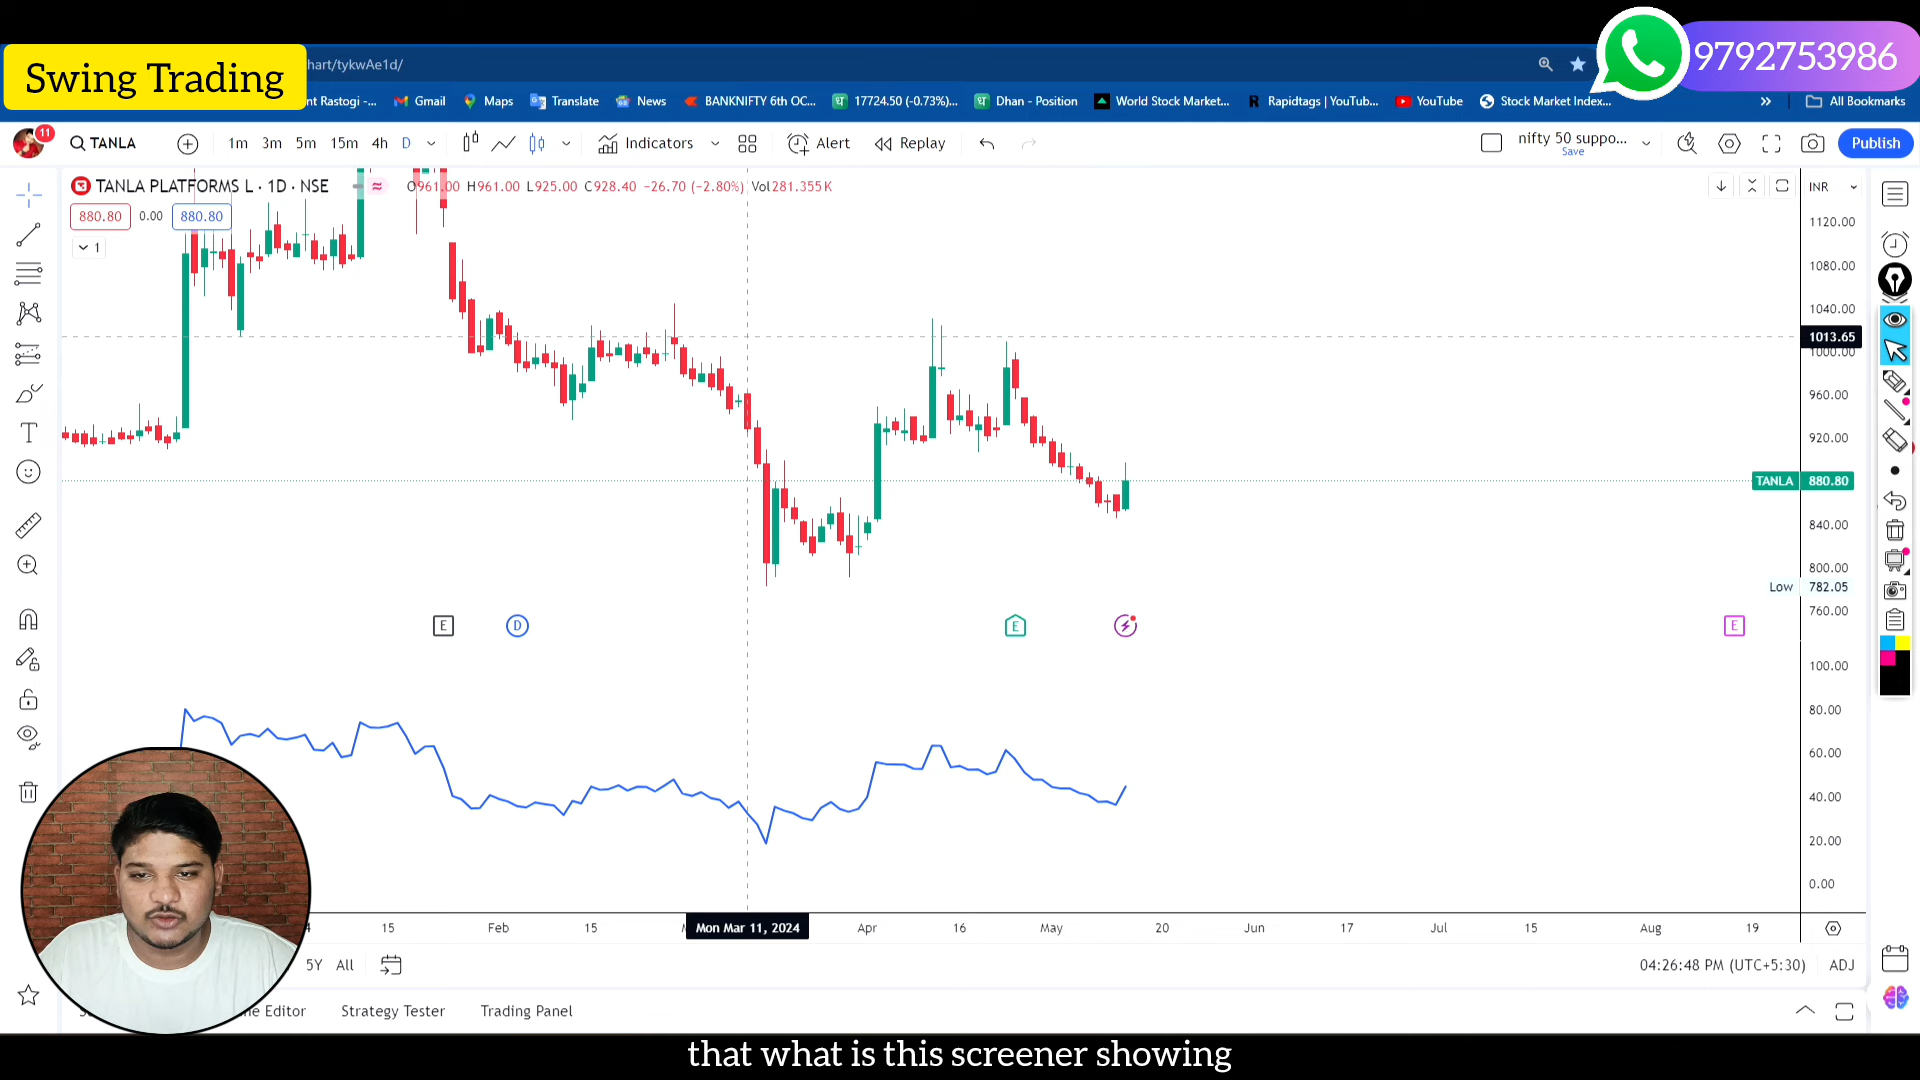 Swing Trading
hart/tykwAe1d/
9792753986
nt Rastogi -...
Gmail
Maps
Translate
News
BANKNIFTY 6th OC...
17724.50 (-0.73%)...
Dhan - Position
World Stock Market...
Rapidtags | YouTub...
YouTube
Stock Market Index...
All Bookmarks
11
TANLA
1m 3m 5m 15m 4h D
Indicators
Alert
Replay
nifty 50 suppo...
Save
Publish
TANLA PLATFORMS L · 1D · NSE
O961.00 H961.00 L925.00 C928.40 −26.70 (−2.80%) Vol281.355K
INR
880.80 0.00 880.80
1
1120.00
1080.00
1040.00
1013.65
1000.00
960.00
920.00
TANLA 880.80
840.00
800.00
Low 782.05
760.00
E D E E
100.00
80.00
60.00
40.00
20.00
0.00
15 Feb 15 Mon Mar 11, 2024 Apr 16 May 20 Jun 17 Jul 15 Aug 19
5Y All
04:26:48 PM (UTC+5:30) ADJ
ne Editor Strategy Tester Trading Panel
that what is this screener showing